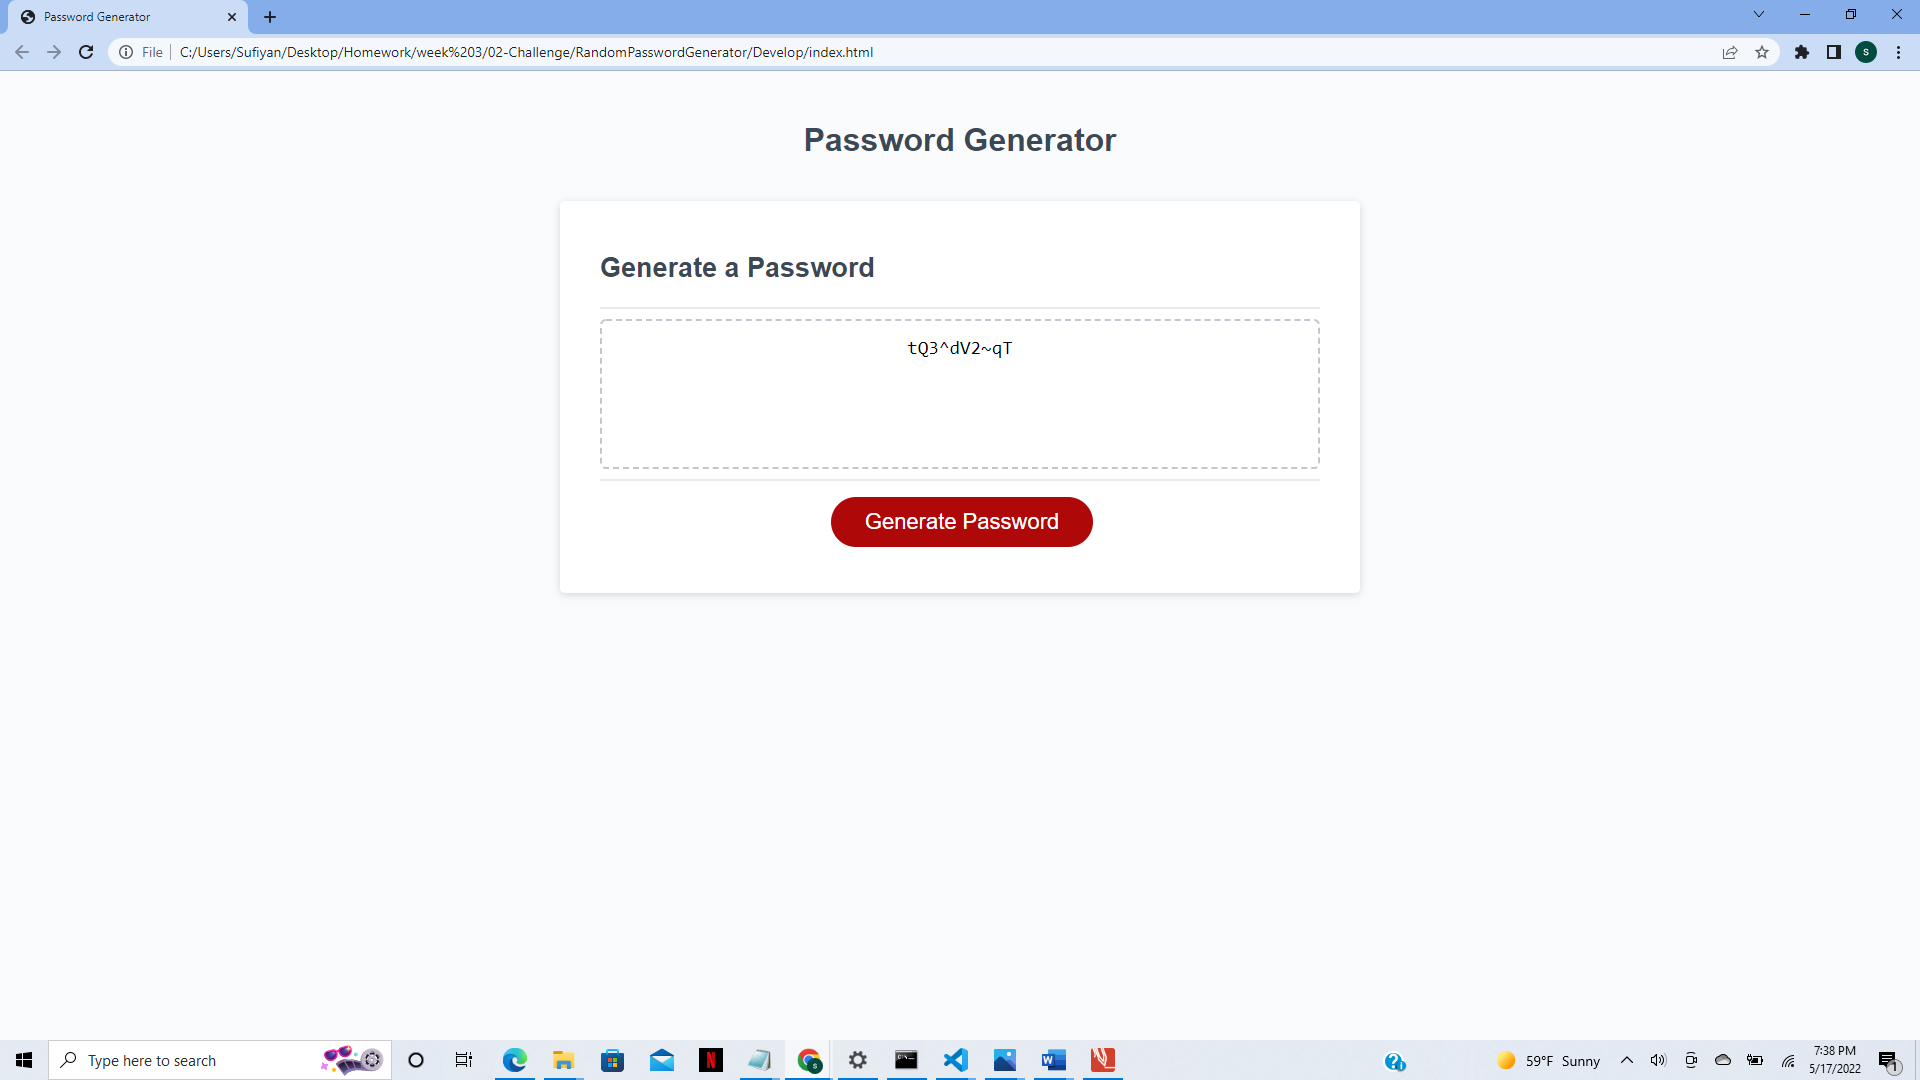 Password Generator
File
C:/Users/Sufiyan/Desktop/Homework/week%203/02-Challenge/RandomPasswordGenerator/Develop/index.html
S
Password Generator
Generate a Password
tQ3^dV2~qT
Generate Password
Type here to search
N
S
C:\_
W
59°F Sunny
7:38 PM
5/17/2022
1